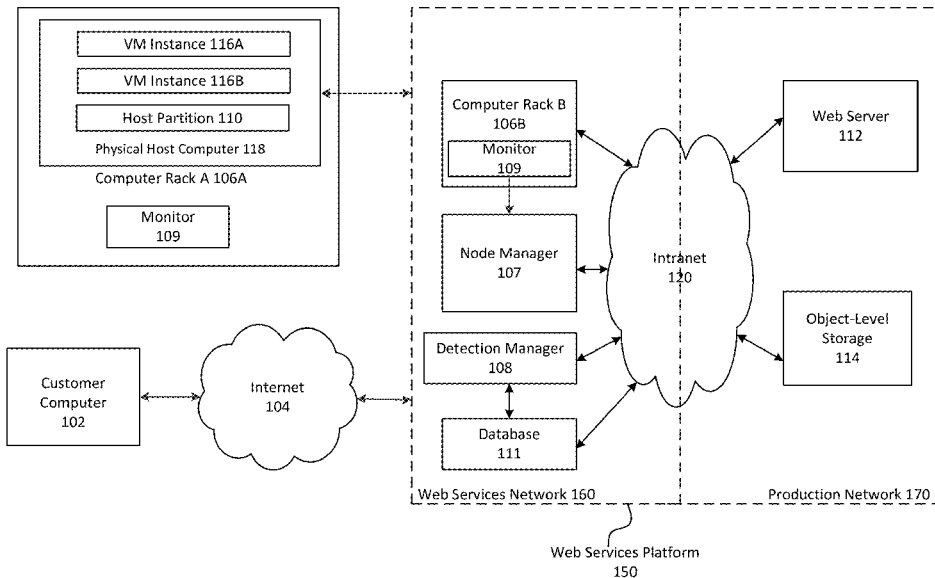 VM Instance 116A
VM Instance 116B
Host Partition 110
Physical Host Computer 118
Computer Rack A 106A
Monitor
109
Customer
Computer
102
Internet
104
Computer Rack B
106B
Monitor
109
Node Manager
107
Detection Manager
108
Database
111
Web Services Network 160
Intranet
120
Web Server
112
Object-Level
Storage
114
Production Network 170
Web Services Platform
150